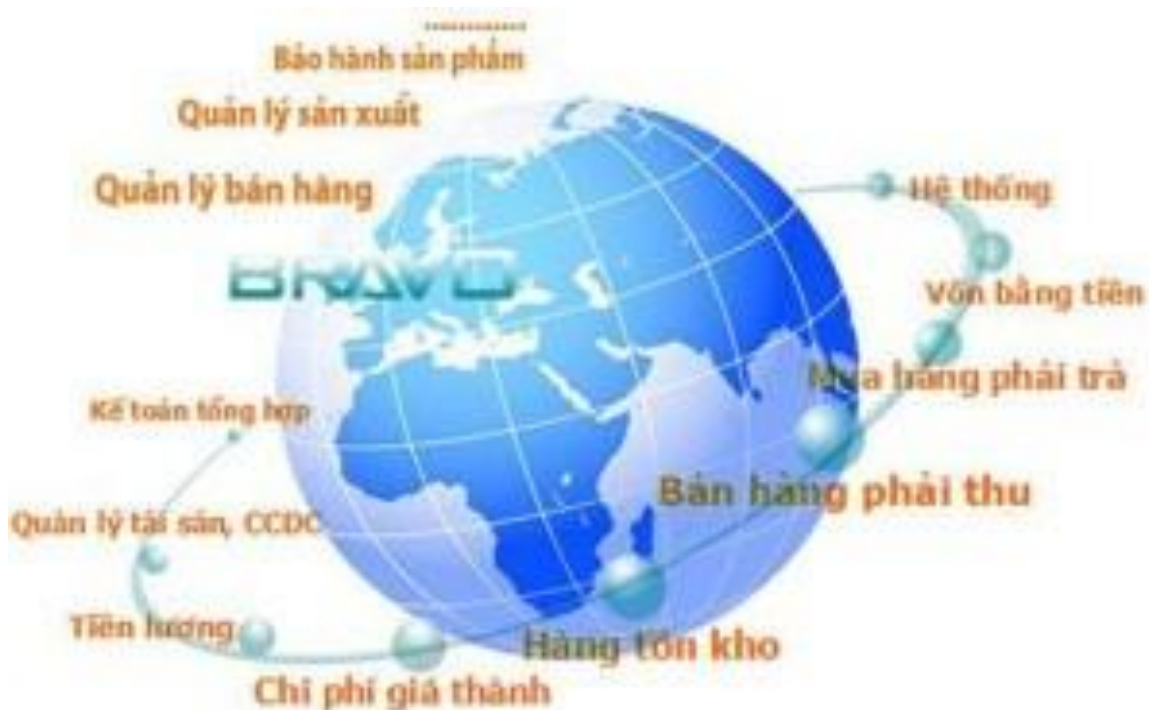 .............
Bảo hành sản phẩm
Quản lý sản xuất
Quản lý bán hàng
BRAVO
Hệ thống
Vốn bằng tiền
Mua hàng phải trả
Bán hàng phải thu
Hàng tồn kho
Chi phí giá thành
Tiền lương
Quản lý tài sản, CCDC
Kế toán tổng hợp